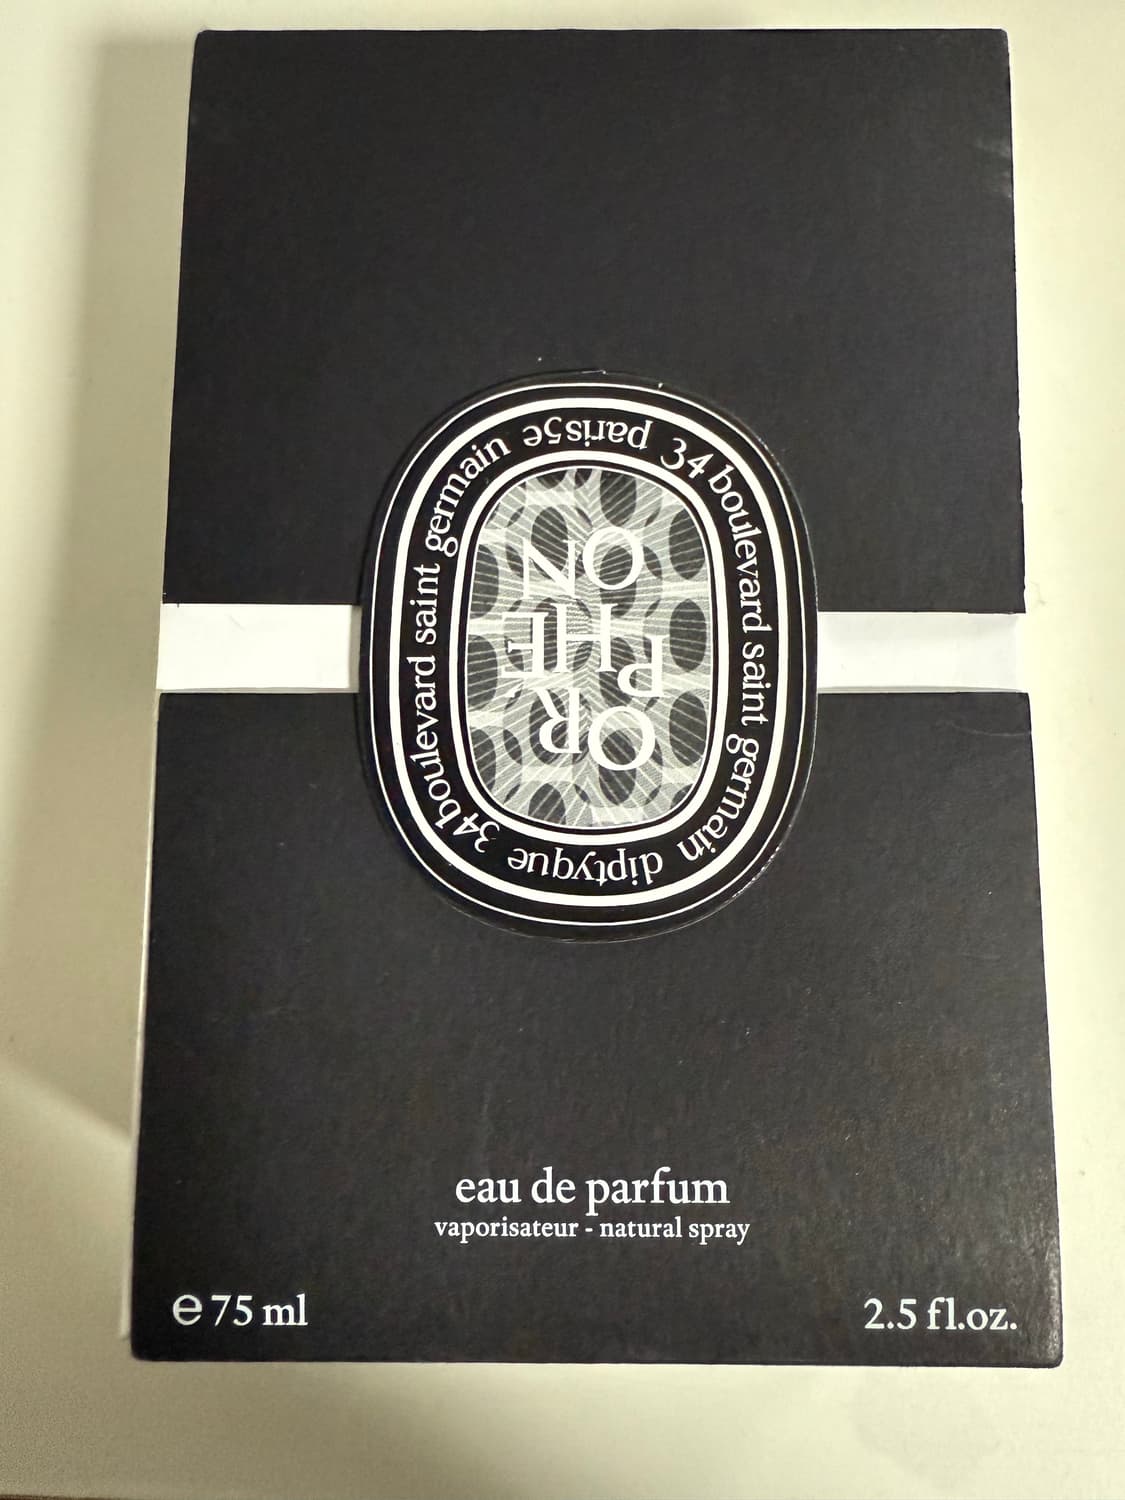 diptyque 34 boulevard saint germain paris5e 34 boulevard saint germain
OR
PHÉ
ON
eau de parfum
vaporisateur - natural spray
℮ 75 ml 2.5 fl.oz.